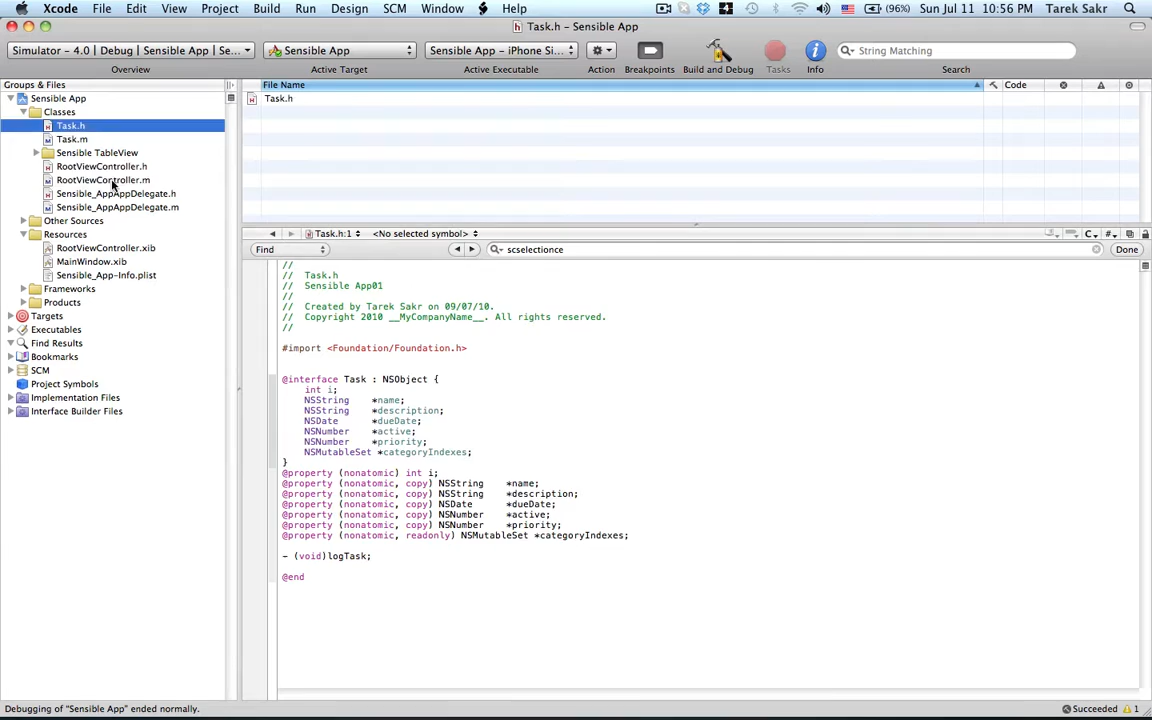 Xcode File Edit View Project Build Run Design SCM Window Help 4 (96%) Sun Jul 11 10:56 PM Tarek Sakr
Task.h - Sensible App
Simulator - 4.0 | Debug | Sensible App | Se... Sensible App Sensible App - iPhone Si... String Matching
Overview Active Target Active Executable Action Breakpoints Build and Debug Tasks Info Search
Groups & Files File Name Code
Sensible App
Task.h
Classes
Task.h
Task.m
Sensible TableView
RootViewController.h
RootViewController.m
Sensible_AppAppDelegate.h
Sensible_AppAppDelegate.m
Other Sources
Resources
RootViewController.xib
MainWindow.xib
Sensible_App-Info.plist
Frameworks
Products
Targets
Executables
Find Results
Bookmarks
SCM
Project Symbols
Implementation Files
Interface Builder Files
Task.h:1 <No selected symbol> C #
Find scselectionce Done
//
// Task.h
// Sensible App01
//
// Created by Tarek Sakr on 09/07/10.
// Copyright 2010 __MyCompanyName__. All rights reserved.
//
#import <Foundation/Foundation.h>
@interface Task : NSObject {
int i;
NSString *name;
NSString *description;
NSDate *dueDate;
NSNumber *active;
NSNumber *priority;
NSMutableSet *categoryIndexes;
}
@property (nonatomic) int i;
@property (nonatomic, copy) NSString *name;
@property (nonatomic, copy) NSString *description;
@property (nonatomic, copy) NSDate *dueDate;
@property (nonatomic, copy) NSNumber *active;
@property (nonatomic, copy) NSNumber *priority;
@property (nonatomic, readonly) NSMutableSet *categoryIndexes;
- (void)logTask;
@end
Debugging of "Sensible App" ended normally. Succeeded 1